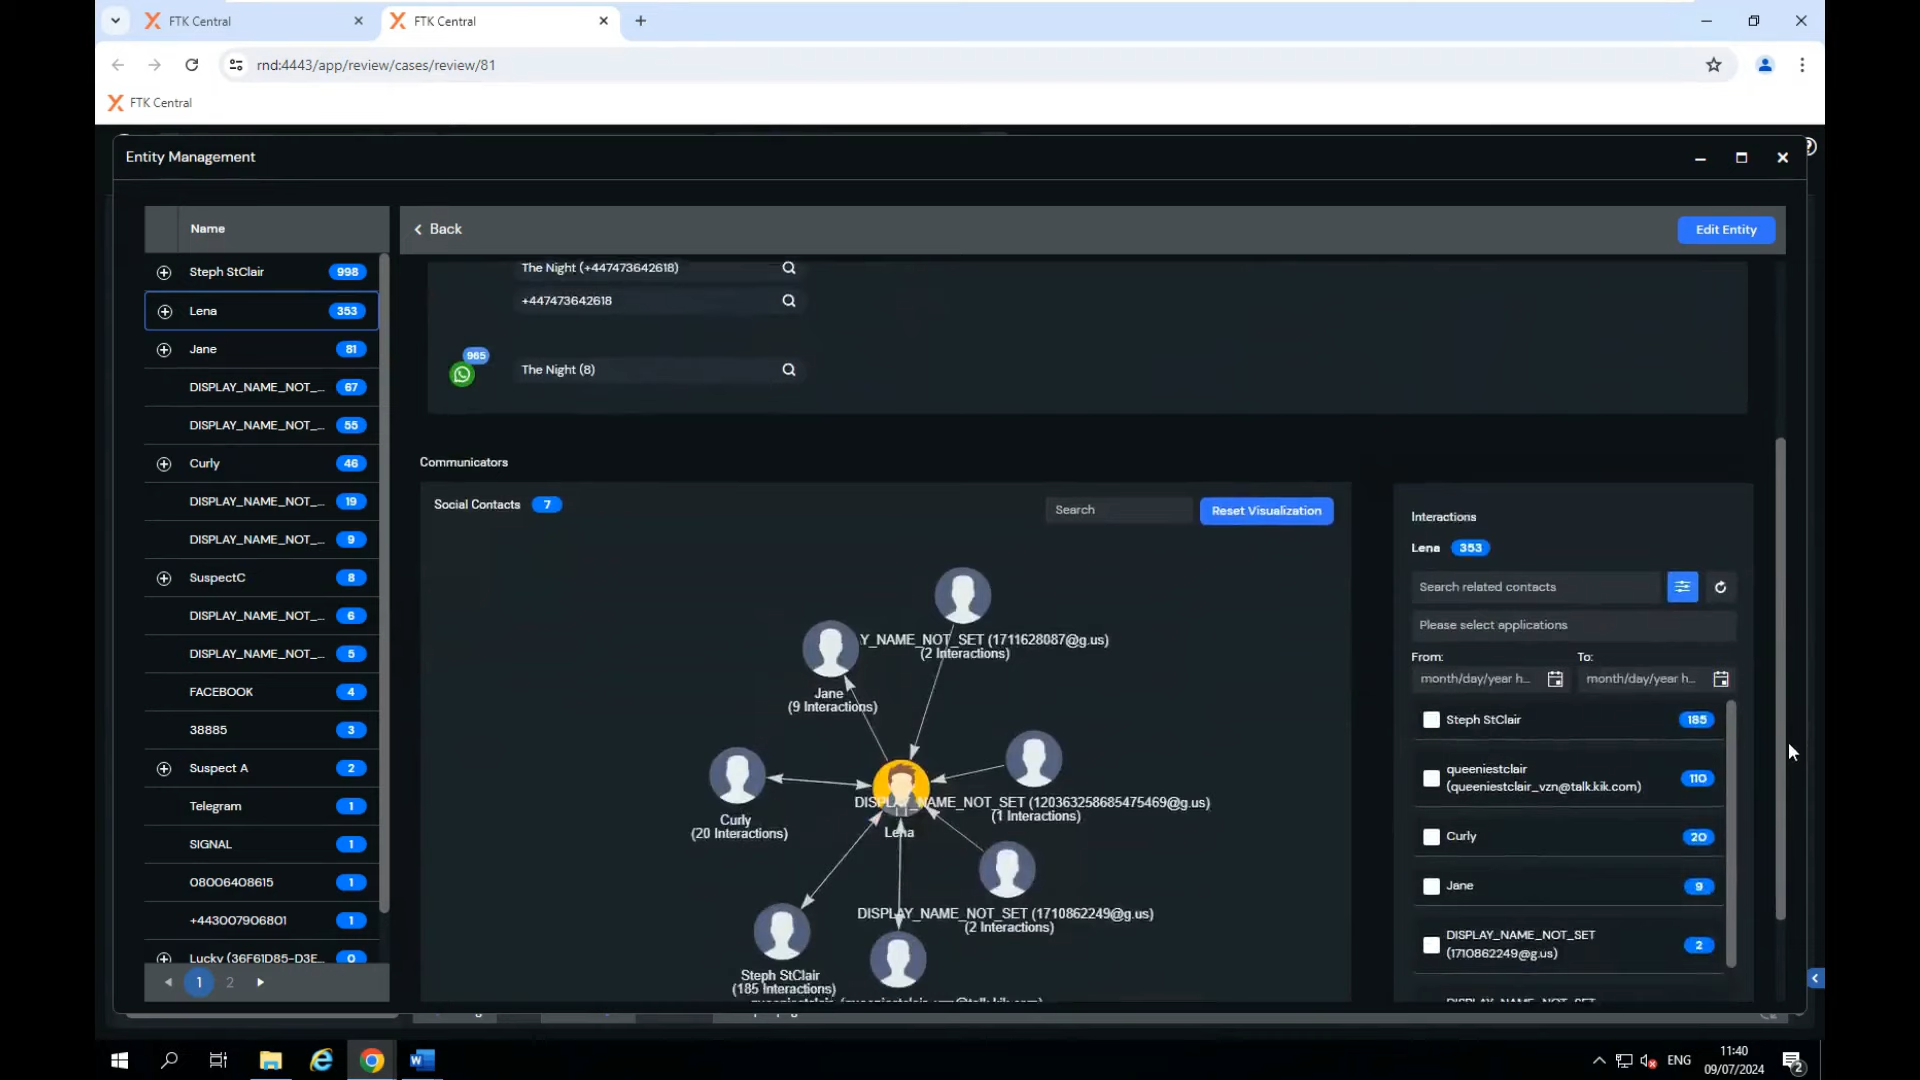 FTK Central
FTK Central
rnd:4443/app/review/cases/review/81
FTK Central
Entity Management
Name
Steph StClair 998
Lena 353
Jane 81
DISPLAY_NAME_NOT_... 67
DISPLAY_NAME_NOT_... 55
Curly 46
DISPLAY_NAME_NOT_... 19
DISPLAY_NAME_NOT_... 9
SuspectC 8
DISPLAY_NAME_NOT_... 6
DISPLAY_NAME_NOT_... 5
FACEBOOK 4
38885 3
Suspect A 2
Telegram 1
SIGNAL 1
08006408615 1
+443007906801 1
Lucky (36F61D85-D3E... 0
1 2
Back
Edit Entity
The Night (+447473642618)
+447473642618
965
The Night (8)
Communicators
Social Contacts 7
Search
Reset Visualization
Y_NAME_NOT_SET (1711628087@g.us)
(2 Interactions)
Jane
(9 Interactions)
DISPLAY_NAME_NOT_SET (120363258685475469@g.us)
(1 Interactions)
Curly
(20 Interactions)
Lena
DISPLAY_NAME_NOT_SET (1710862249@g.us)
(2 Interactions)
Steph StClair
(185 Interactions)
Interactions
Lena 353
Search related contacts
Please select applications
From:
To:
month/day/year h...
month/day/year h...
Steph StClair 185
queeniestclair
(queeniestclair_vzn@talk.kik.com) 110
Curly 20
Jane 9
DISPLAY_NAME_NOT_SET
(1710862249@g.us) 2
ENG
11:40
09/07/2024
2